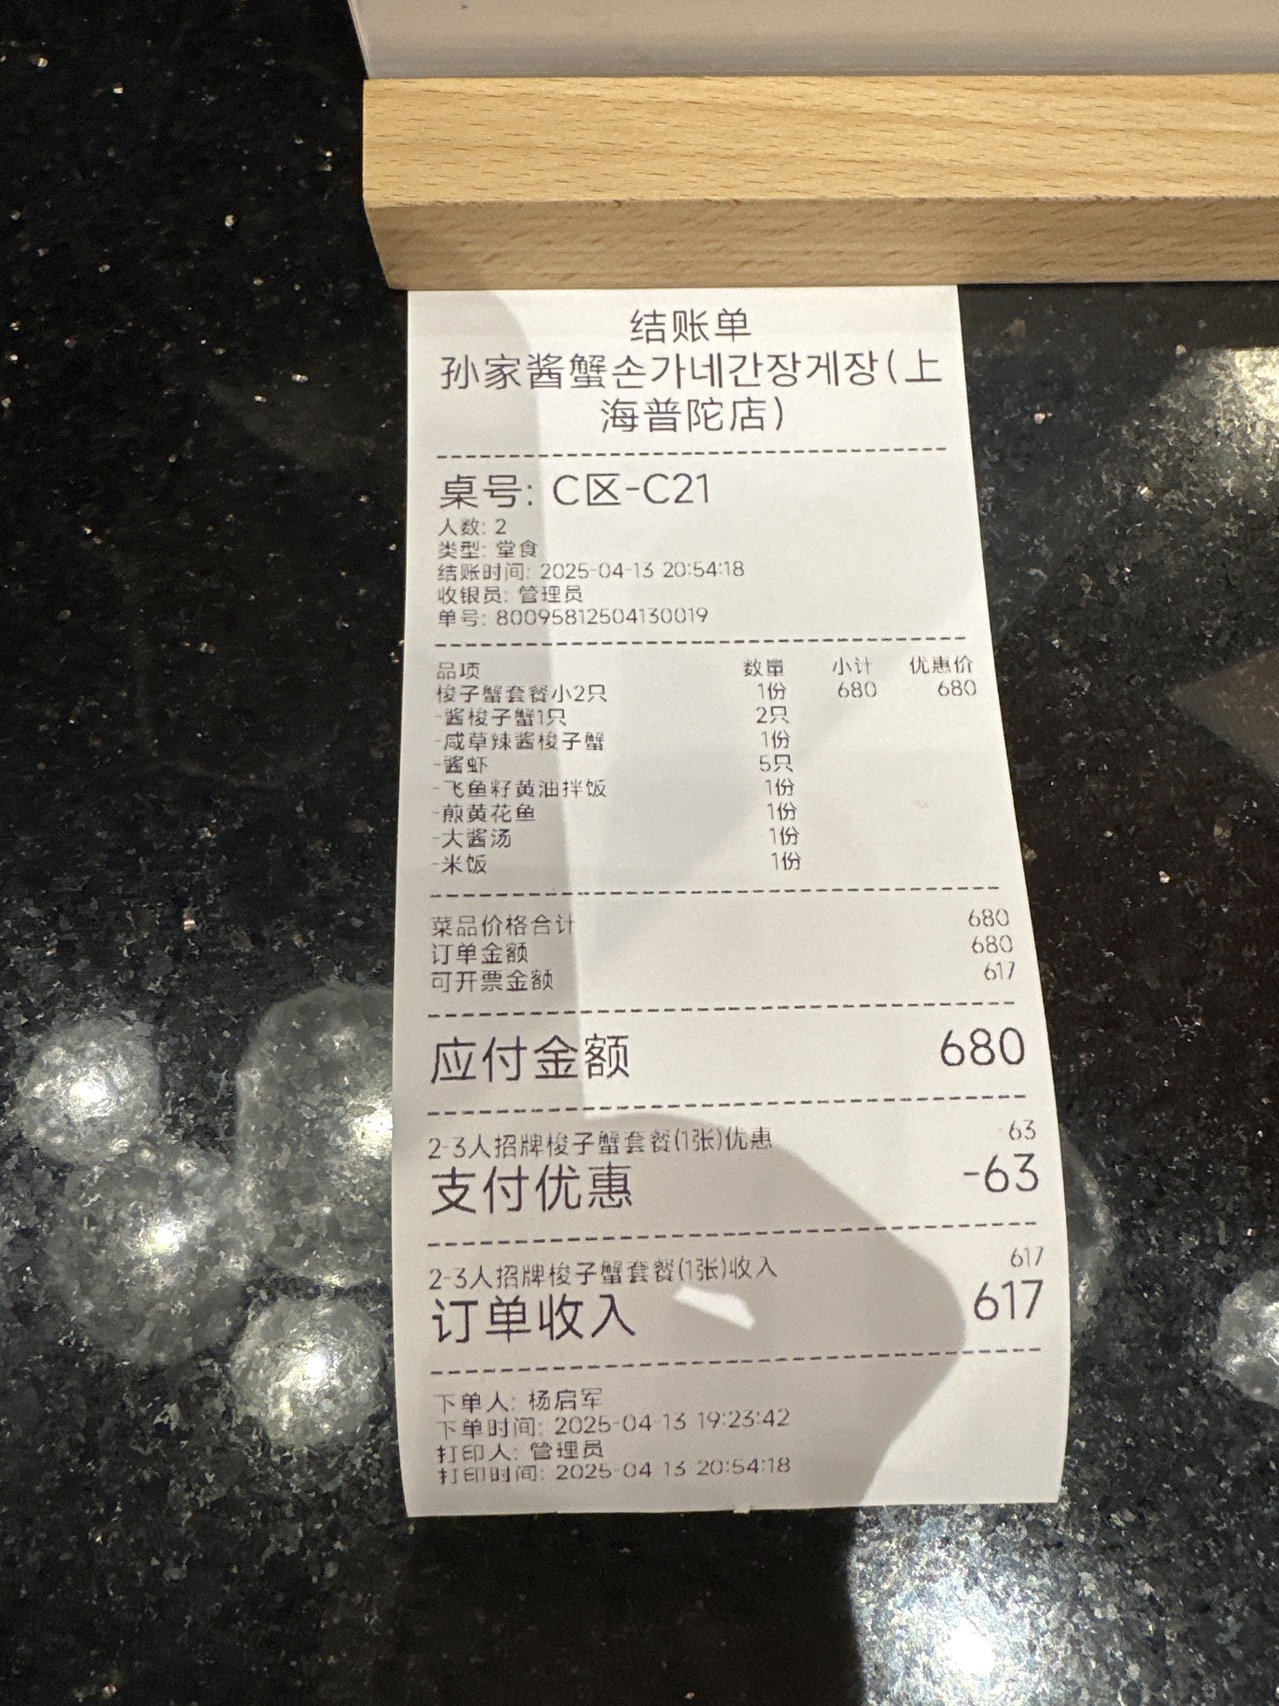 结账单
孙家酱蟹손가네간장게장(上
海普陀店)
桌号: C区-C21
人数: 2
类型: 堂食
结账时间: 2025-04-13 20:54:18
收银员: 管理员
单号: 80095812504130019
品项 数量 小计 优惠价
梭子蟹套餐小2只 1份 680 680
-酱梭子蟹1只 2只
-咸草辣酱梭子蟹 1份
-酱虾 5只
-飞鱼籽黄油拌饭 1份
-煎黄花鱼 1份
-大酱汤 1份
-米饭 1份
菜品价格合计 680
订单金额 680
可开票金额 617
应付金额 680
2-3人招牌梭子蟹套餐(1张)优惠 -63
支付优惠 -63
2-3人招牌梭子蟹套餐(1张)收入 617
订单收入 617
下单人: 杨启军
下单时间: 2025-04-13 19:23:42
打印人: 管理员
打印时间: 2025-04-13 20:54:18